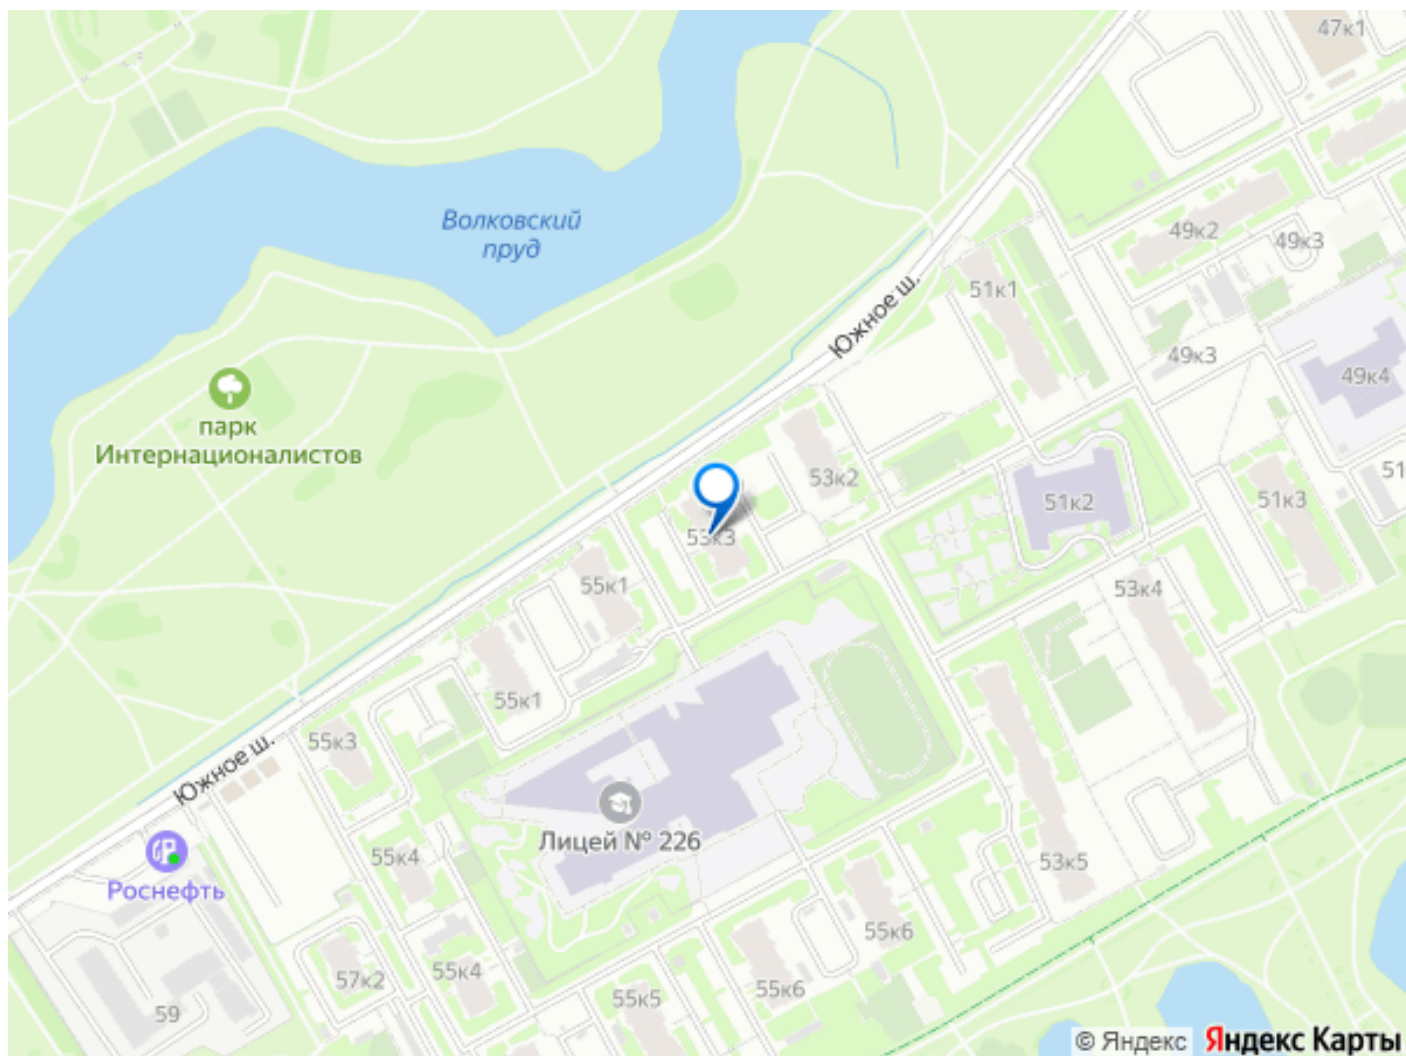 47к1
Волковский
пруд
49к2
49к3
51к1
Южное ш.
49к3
49к4
парк
Интернационалистов
53к2
51к2
51к3
51
53к3
55к1
53к4
55к1
55к3
Южное ш.
Лицей № 226
55к4
53к5
Роснефть
55к6
55к4
57к2
55к5
55к6
59
© Яндекс Яндекс Карты